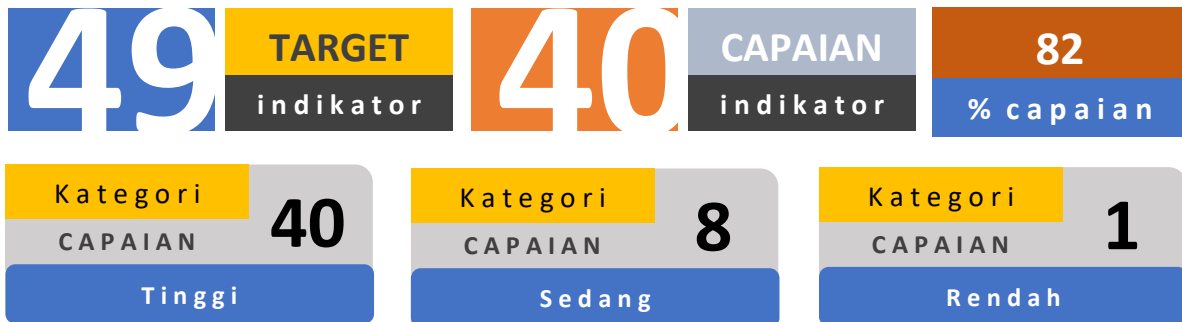 49
TARGET
indikator
40
CAPAIAN
indikator
82
% capaian
Kategori
CAPAIAN
40
Tinggi
Kategori
CAPAIAN
8
Sedang
Kategori
CAPAIAN
1
Rendah